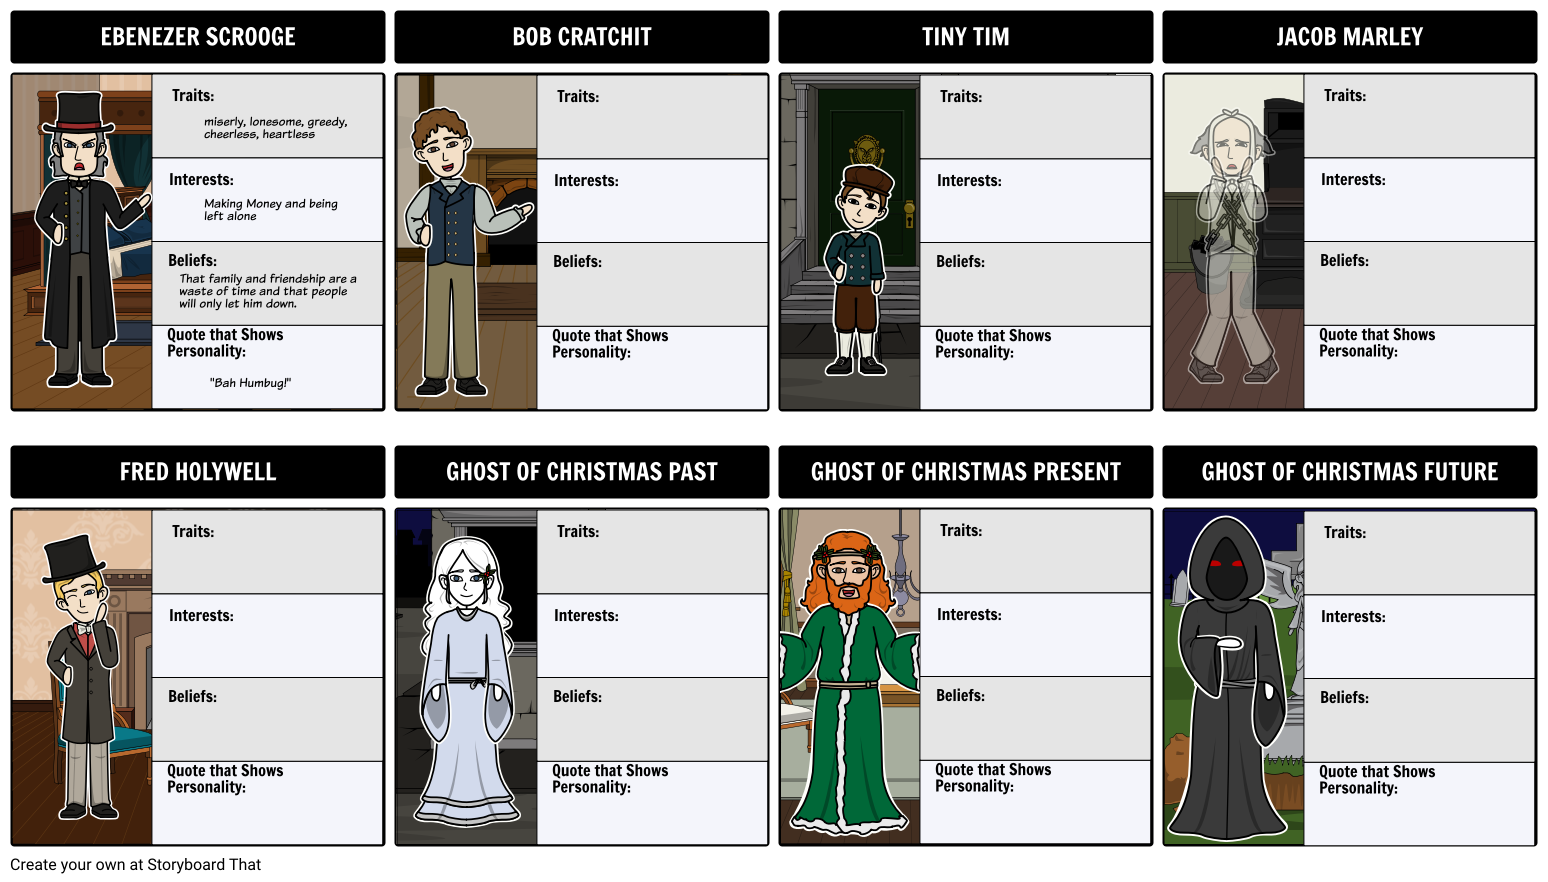 EBENEZER SCROOGE
Traits:
miserly, lonesome, greedy,
cheerless, heartless
Interests:
Making Money and being
left alone
Beliefs:
That family and friendship are a
waste of time and that people
will only let him down.
Quote that Shows
Personality:
"Bah Humbug!"
BOB CRATCHIT
Traits:
Interests:
Beliefs:
Quote that Shows
Personality:
TINY TIM
Traits:
Interests:
Beliefs:
Quote that Shows
Personality:
JACOB MARLEY
Traits:
Interests:
Beliefs:
Quote that Shows
Personality:
FRED HOLYWELL
Traits:
Interests:
Beliefs:
Quote that Shows
Personality:
GHOST OF CHRISTMAS PAST
Traits:
Interests:
Beliefs:
Quote that Shows
Personality:
GHOST OF CHRISTMAS PRESENT
Traits:
Interests:
Beliefs:
Quote that Shows
Personality:
GHOST OF CHRISTMAS FUTURE
Traits:
Interests:
Beliefs:
Quote that Shows
Personality:
Create your own at Storyboard That